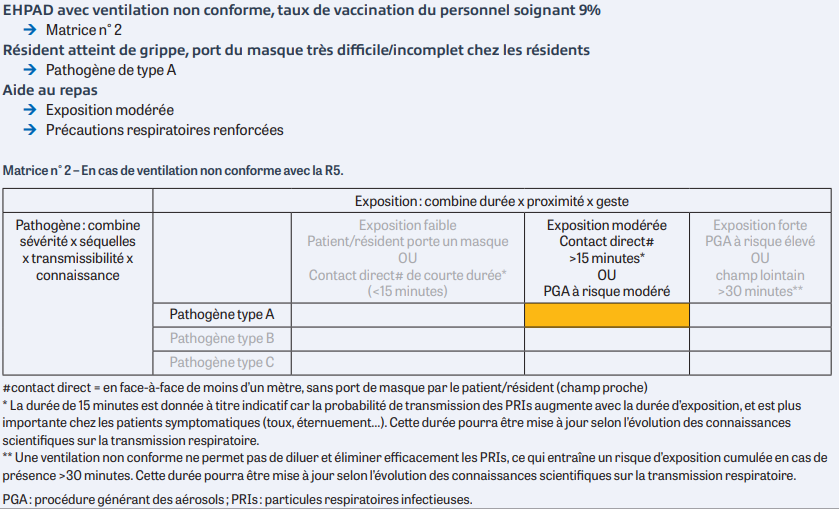 EHPAD avec ventilation non conforme, taux de vaccination du personnel soignant 9%
→ Matrice n° 2
Résident atteint de grippe, port du masque très difficile/incomplet chez les résidents
→ Pathogène de type A
Aide au repas
→ Exposition modérée
→ Précautions respiratoires renforcées
Matrice n° 2 – En cas de ventilation non conforme avec la R5.
Exposition : combine durée x proximité x geste
Pathogène : combine
sévérité x séquelles
x transmissibilité x
connaissance
Exposition faible
Patient/résident porte un masque
OU
Contact direct# de courte durée*
(<15 minutes)
Exposition modérée
Contact direct#
>15 minutes*
OU
PGA à risque modéré
Exposition forte
PGA à risque élevé
OU
champ lointain
>30 minutes**
Pathogène type A
Pathogène type B
Pathogène type C
#contact direct = en face-à-face de moins d'un mètre, sans port de masque par le patient/résident (champ proche)
* La durée de 15 minutes est donnée à titre indicatif car la probabilité de transmission des PRIs augmente avec la durée d'exposition, et est plus
importante chez les patients symptomatiques (toux, éternuement…). Cette durée pourra être mise à jour selon l'évolution des connaissances
scientifiques sur la transmission respiratoire.
** Une ventilation non conforme ne permet pas de diluer et éliminer efficacement les PRIs, ce qui entraîne un risque d'exposition cumulée en cas de
présence >30 minutes. Cette durée pourra être mise à jour selon l'évolution des connaissances scientifiques sur la transmission respiratoire.
PGA : procédure générant des aérosols ; PRIs : particules respiratoires infectieuses.